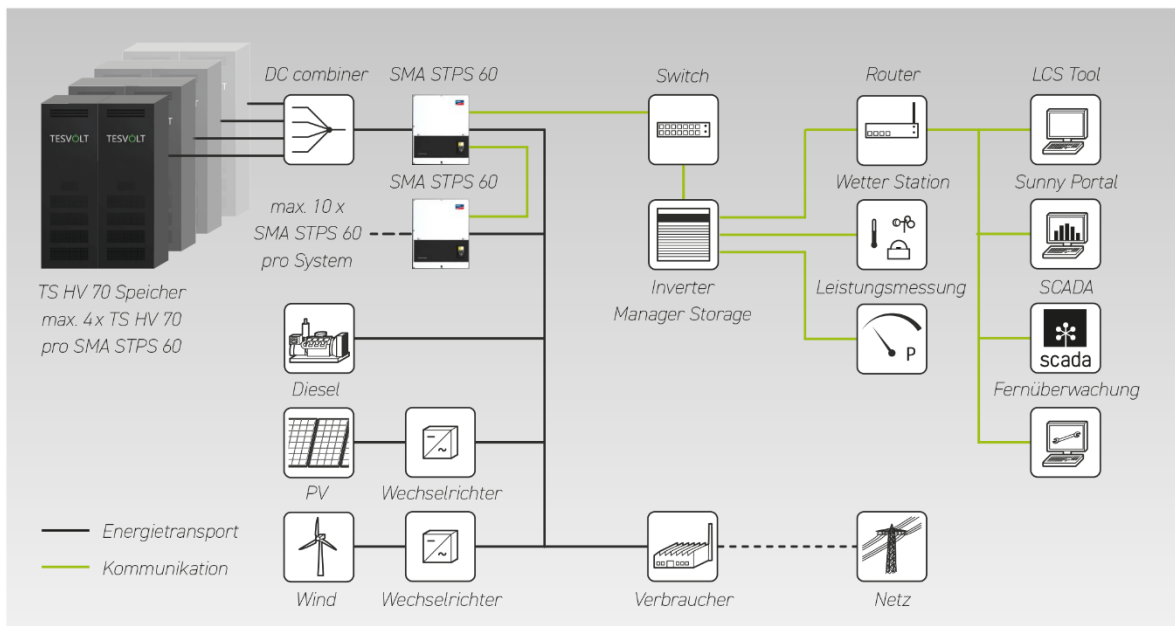 DC combiner
SMA STPS 60
Switch
Router
LCS Tool
TESVOLT
TESVOLT
SMA STPS 60
Wetter Station
Sunny Portal
max. 10 x
SMA STPS 60
pro System
TS HV 70 Speicher
max. 4x TS HV 70
pro SMA STPS 60
Inverter
Manager Storage
Leistungsmessung
P
SCADA
scada
Diesel
Fernüberwachung
PV
Wechselrichter
Energietransport
Kommunikation
Wind
Wechselrichter
Verbraucher
Netz